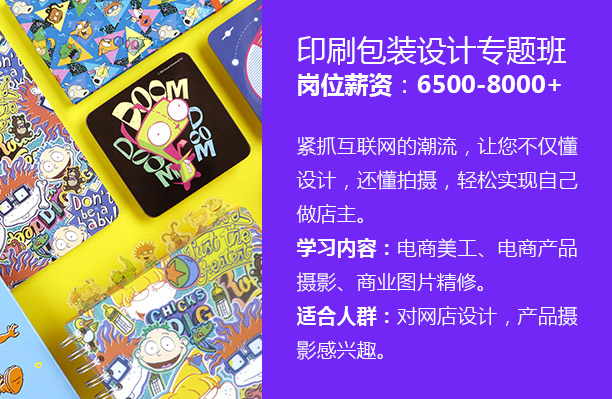 DOOM
DOOM
DOOM
Don't
be a
baby!
CHICKS
DIG
印刷包装设计专题班
岗位薪资：6500-8000+
紧抓互联网的潮流，让您不仅懂
设计，还懂拍摄，轻松实现自己
做店主。
学习内容：电商美工、电商产品
摄影、商业图片精修。
适合人群：对网店设计，产品摄
影感兴趣。